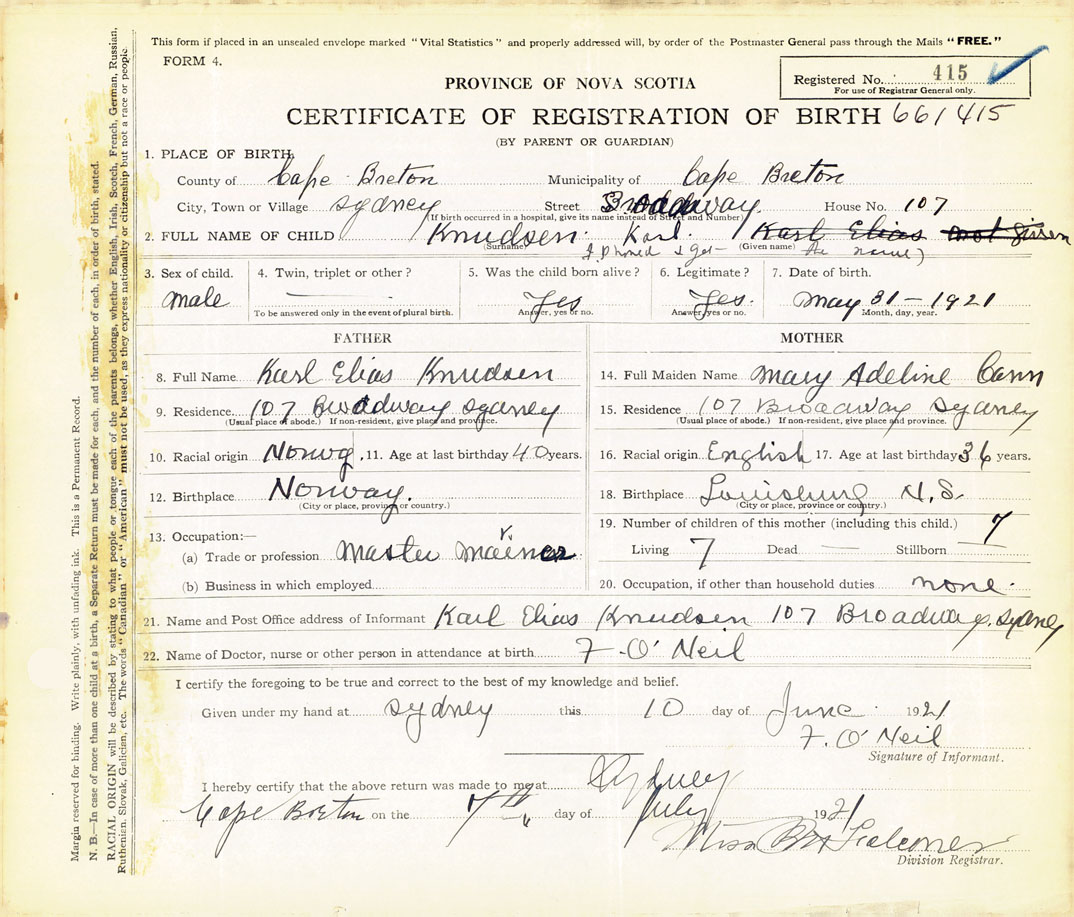 This form if placed in an unsealed envelope marked "Vital Statistics" and properly addressed will, by order of the Postmaster General pass through the Mails "FREE."
FORM 4.
Registered No. 415
For use of Registrar General only.
PROVINCE OF NOVA SCOTIA
CERTIFICATE OF REGISTRATION OF BIRTH 661415
(BY PARENT OR GUARDIAN)
1. PLACE OF BIRTH,
County of Cape Breton Municipality of Cape Breton
City, Town or Village Sydney Street Broadway House No. 107
(If birth occurred in a hospital, give its name instead of Street and Number)
2. FULL NAME OF CHILD Knudsen Karl. Karl Elias not given
(Surname) (Given name)
I phoned & got the name)
3. Sex of child. 4. Twin, triplet or other? 5. Was the child born alive? 6. Legitimate? 7. Date of birth.
Male Yes Yes. May 31-1921
To be answered only in the event of plural birth. Answer, yes or no. Answer, yes or no. Month, day, year.
FATHER MOTHER
8. Full Name Karl Elias Knudsen 14. Full Maiden Name Mary Adeline Cann
9. Residence. 107 Broadway Sydney 15. Residence 107 Broadway Sydney
(Usual place of abode.) If non-resident, give place and province. (Usual place of abode.) If non-resident, give place and province.
10. Racial origin Norwg. 11. Age at last birthday 40 years. 16. Racial origin English 17. Age at last birthday 36 years.
12. Birthplace Norway. 18. Birthplace Louisburg N.S.
(City or place, province or country.) (City or place, province or country.)
13. Occupation:— 19. Number of children of this mother (including this child.) 7
(a) Trade or profession Master Mariner Living 7 Dead Stillborn
(b) Business in which employed 20. Occupation, if other than household duties none.
21. Name and Post Office address of Informant Karl Elias Knudsen 107 Broadway. Sydney
22. Name of Doctor, nurse or other person in attendance at birth F. O'Neil
I certify the foregoing to be true and correct to the best of my knowledge and belief.
Given under my hand at Sydney this 10 day of June 1921
F. O'Neil
Signature of Informant.
I hereby certify that the above return was made to me at Sydney
Cape Breton on the 7th day of July 1921
Miss
Division Registrar.
Margin reserved for binding. Write plainly, with unfading ink. This is a Permanent Record.
N. B.—In case of more than one child at a birth, a Separate Return must be made for each, and the number of each, in order of birth, stated.
RACIAL ORIGIN will be described by stating to what people or tongue each of the parents belongs, whether English, Irish, Scotch, French, German, Russian,
Ruthenian, Slovak, Galician, etc. The words "Canadian" or "American" must not be used, as they express nationality or citizenship but not a race or people.